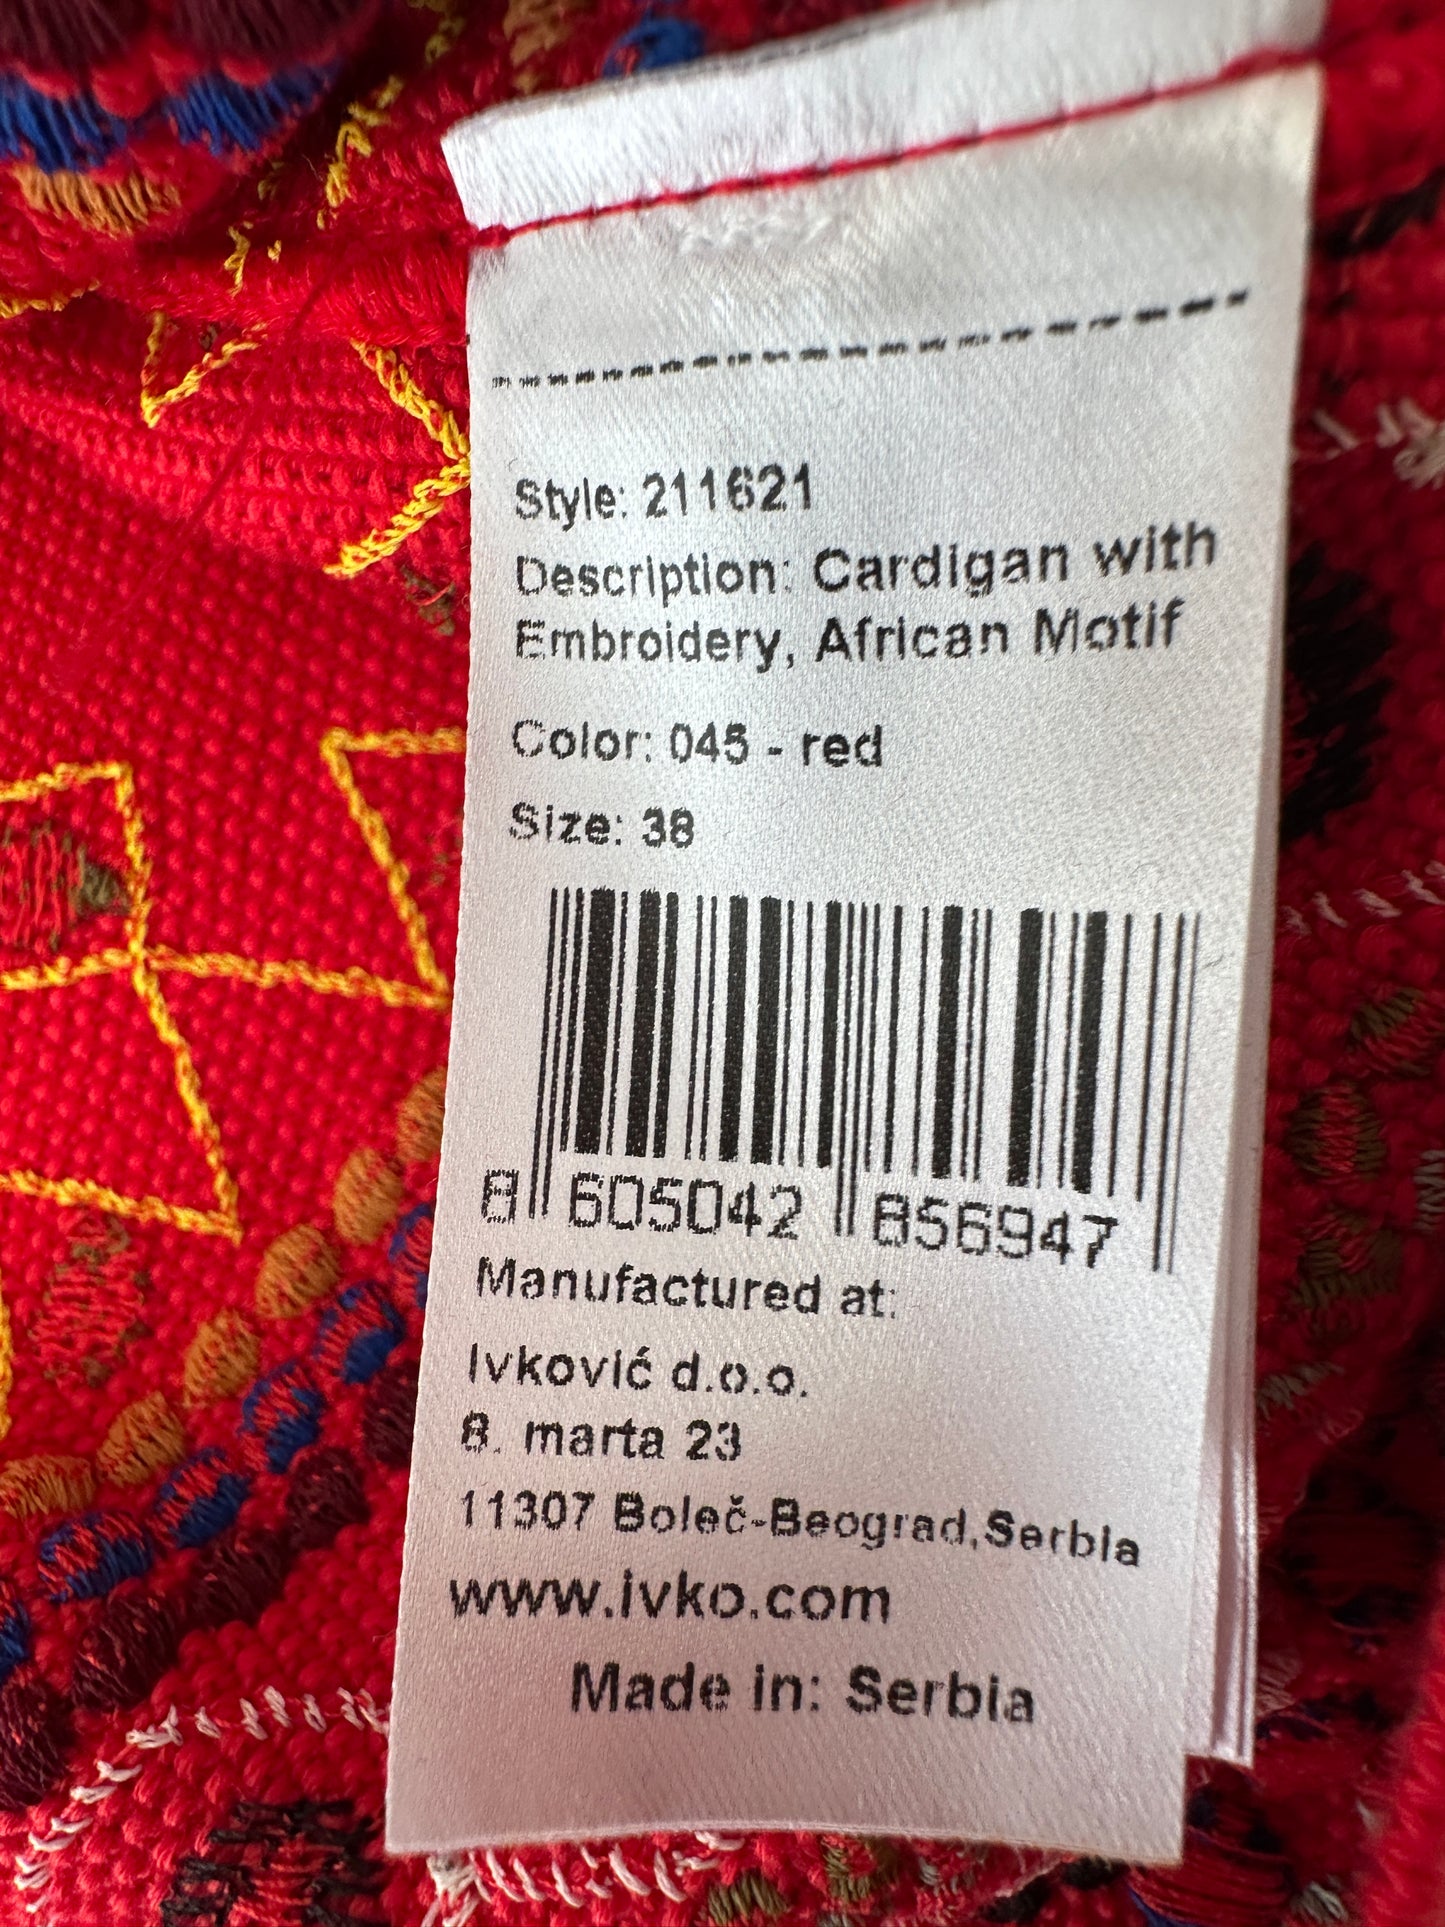 Style: 211621
Description: Cardigan with
Embroidery, African Motif
Color: 045 - red
Size: 38
8 605042 856947
Manufactured at:
Ivković d.o.o.
8. marta 23
11307 Boleč-Beograd,Serbia
www.ivko.com
Made in: Serbia